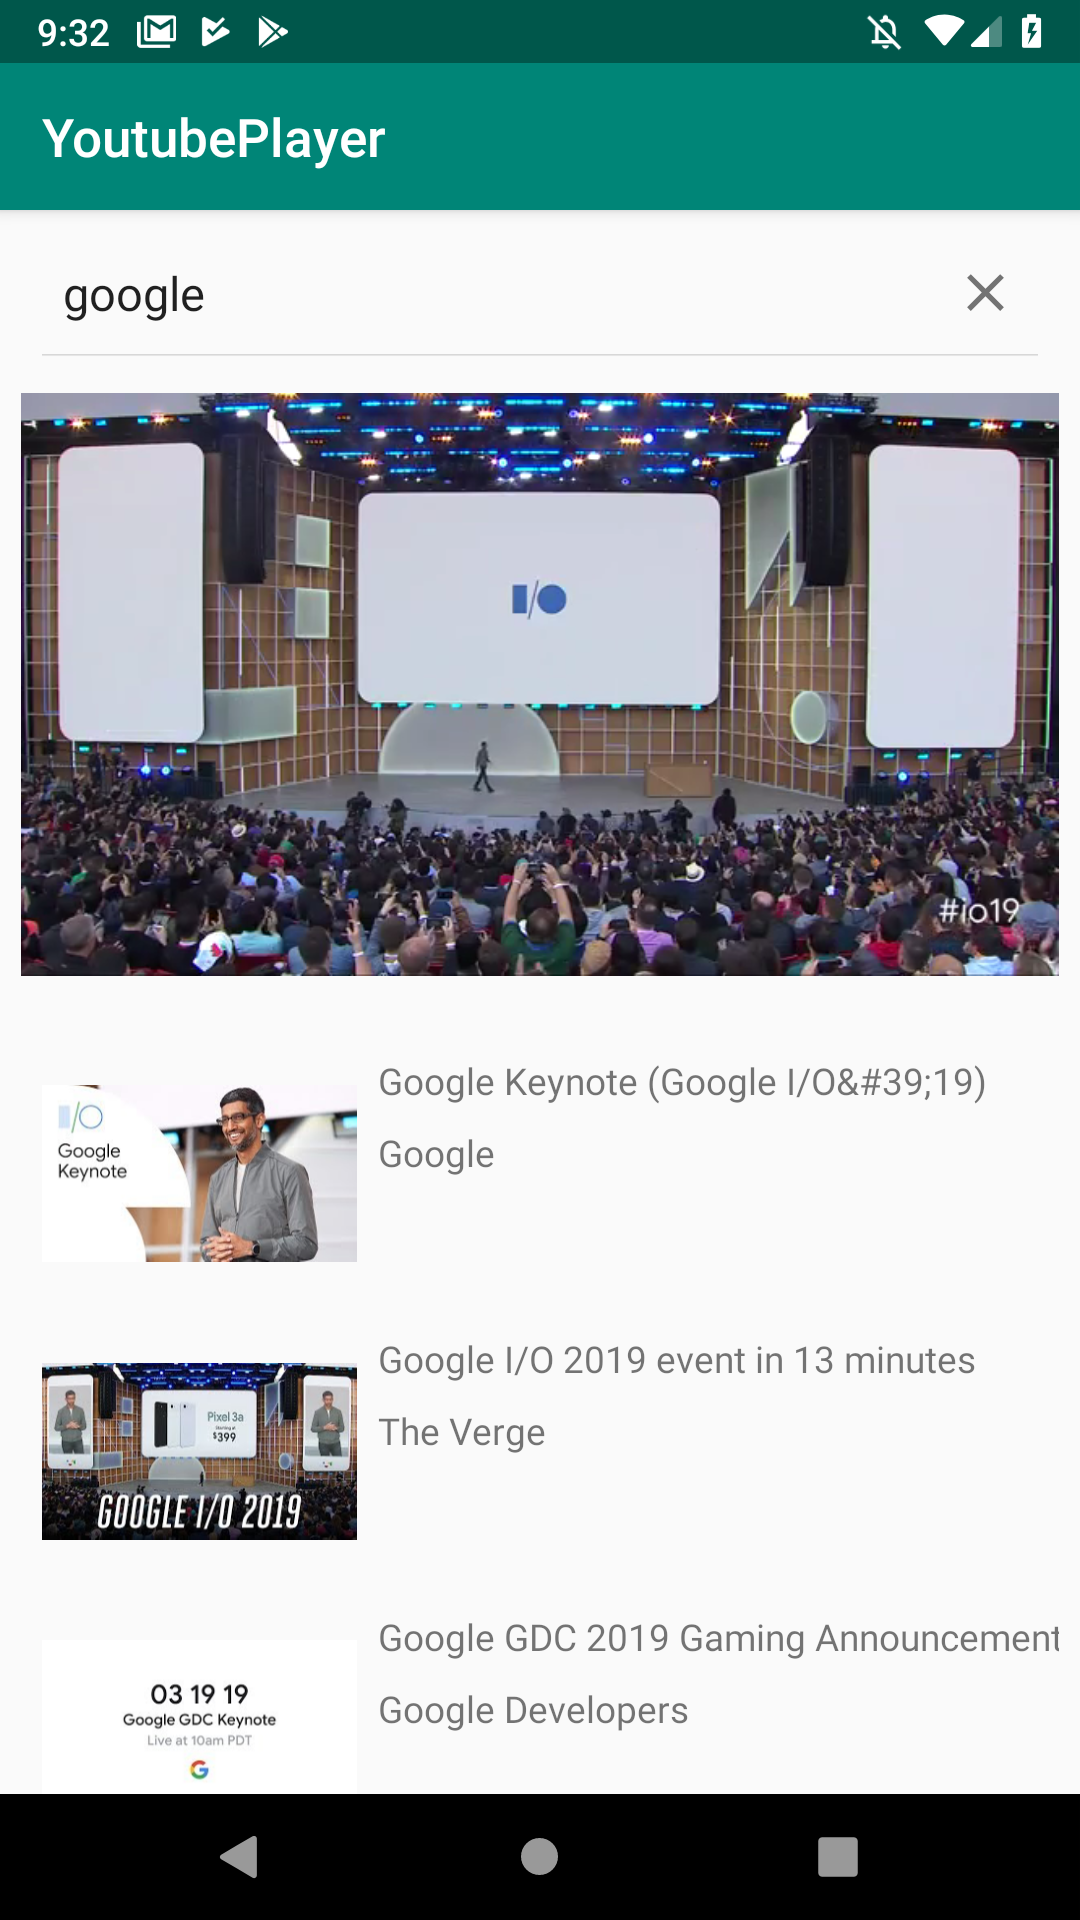 9:32
YoutubePlayer
google
I/O
#io19
Google Keynote (Google I/O&#39;19)
Google
I/O
Google
Keynote
Google I/O 2019 event in 13 minutes
The Verge
Pixel 3a
Starting at
$399
GOOGLE I/O 2019
Google GDC 2019 Gaming Announcement
Google Developers
03 19 19
Google GDC Keynote
Live at 10am PDT
G